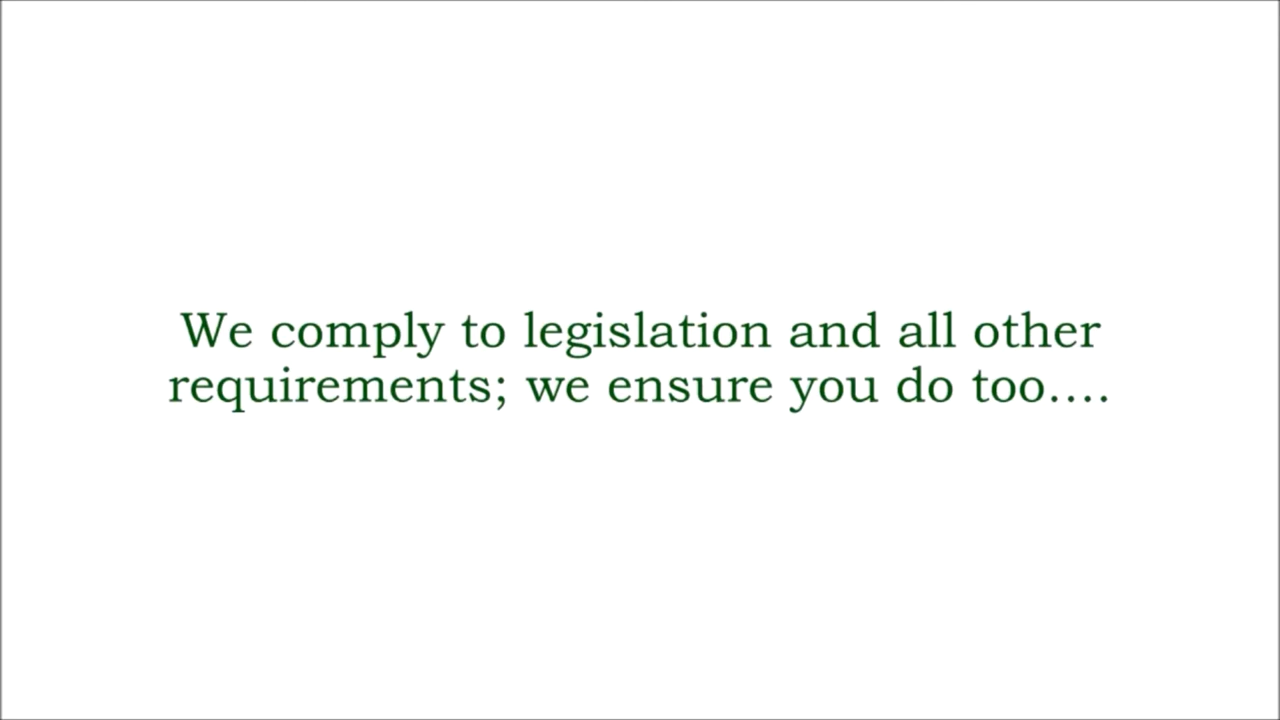 We comply to legislation and all other
requirements; we ensure you do too....